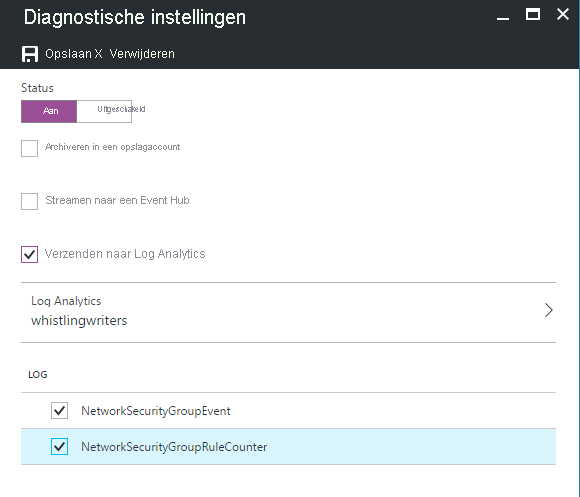 Diagnostische instellingen
Opslaan X Verwijderen
Status
Aan Uitgeschakeld
Archiveren in een opslagaccount
Streamen naar een Event Hub
Verzenden naar Log Analytics
Log Analytics
whistlingwriters
LOG
NetworkSecurityGroupEvent
NetworkSecurityGroupRuleCounter